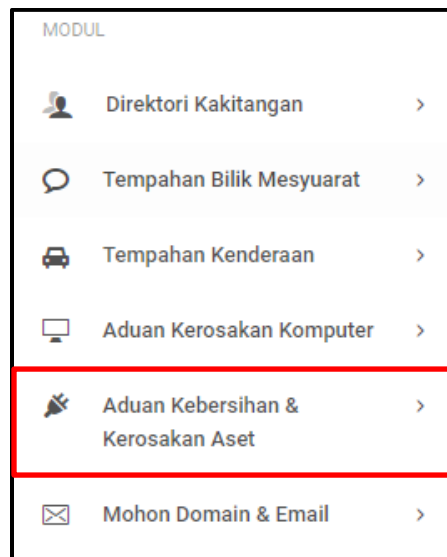 MODUL
Direktori Kakitangan
Tempahan Bilik Mesyuarat
Tempahan Kenderaan
Aduan Kerosakan Komputer
Aduan Kebersihan &
Kerosakan Aset
Mohon Domain & Email